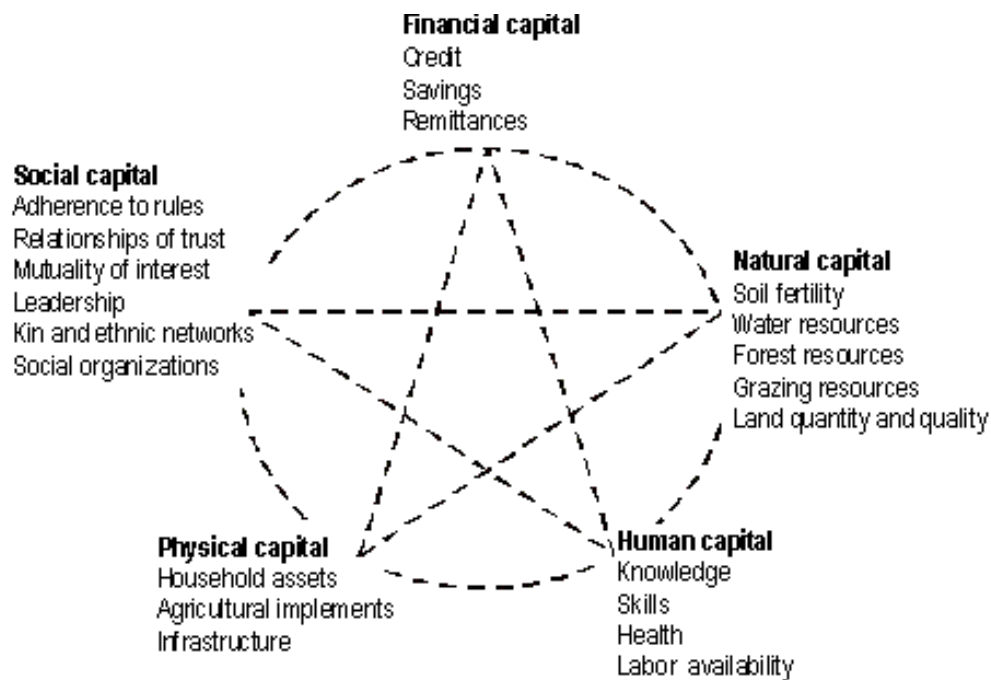 Financial capital
Credit
Savings
Remittances
Social capital
Adherence to rules
Relationships of trust
Mutuality of interest
Leadership
Kin and ethnic networks
Social organizations
Natural capital
Soil fertility
Water resources
Forest resources
Grazing resources
Land quantity and quality
Physical capital
Household assets
Agricultural implements
Infrastructure
Human capital
Knowledge
Skills
Health
Labor availability